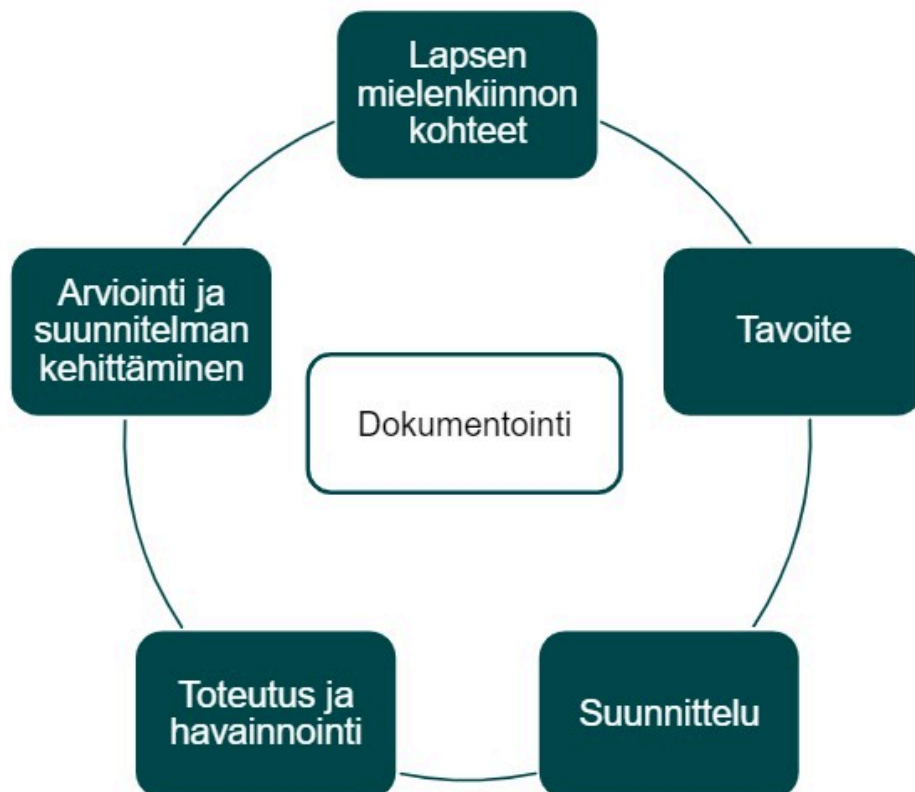 Lapsen
mielenkiinnon
kohteet
Tavoite
Suunnittelu
Toteutus ja
havainnointi
Arviointi ja
suunnitelman
kehittäminen
Dokumentointi